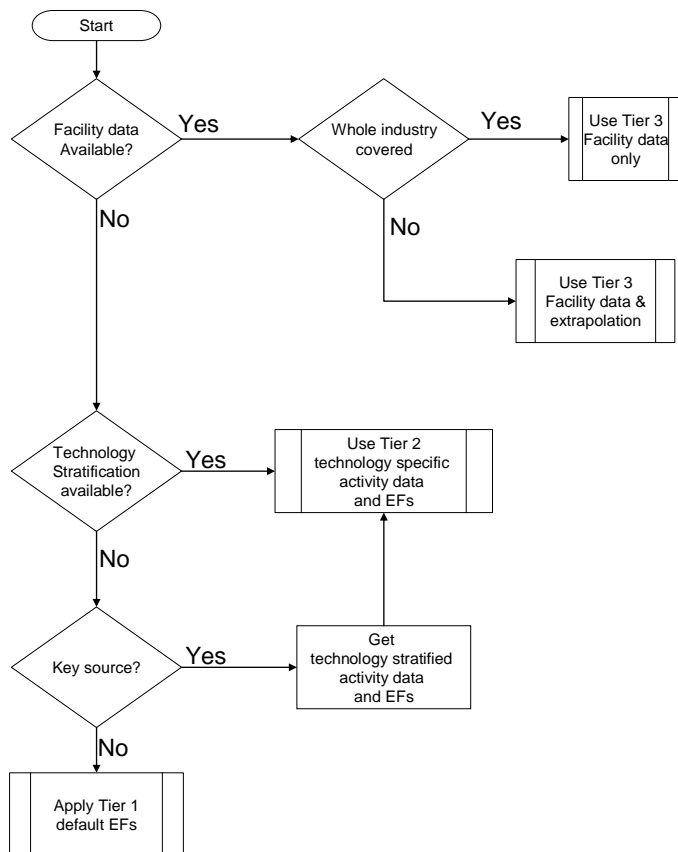 Start
Facility data
Available?
Yes
Whole industry
covered
Yes
Use Tier 3
Facility data
only
No
No
Use Tier 3
Facility data &
extrapolation
Technology
Stratification
available?
Yes
Use Tier 2
technology specific
activity data
and EFs
No
Key source?
Yes
Get
technology stratified
activity data
and EFs
No
Apply Tier 1
default EFs